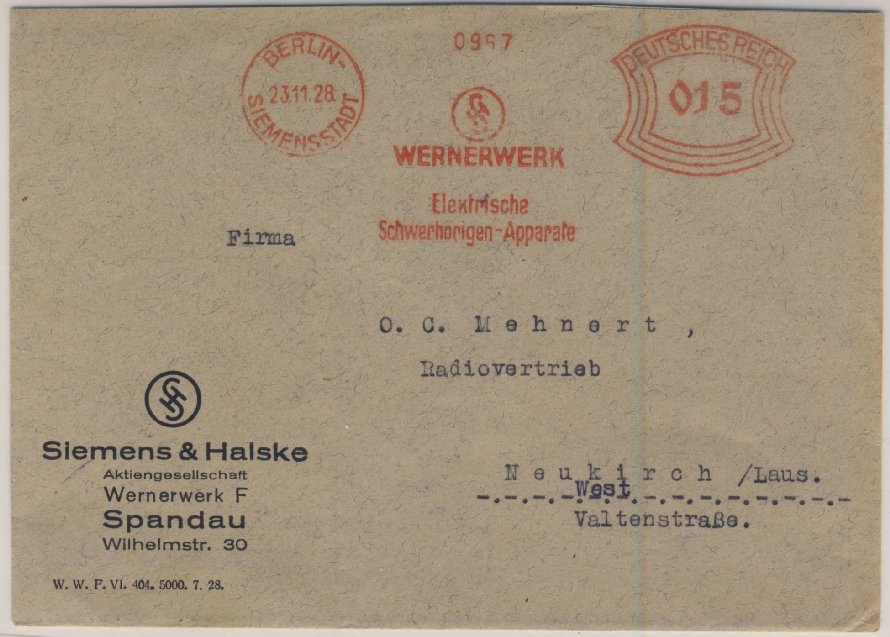 BERLIN-
23.11.28.
SIEMENSSTADT
0967
WERNERWERK
Elektrische
Schwerhörigen-Apparate
DEUTSCHES REICH
015
Firma
O. C. Mehnert,
Radiovertrieb
Neukirch /Laus.
West
Valtenstraße.
Siemens & Halske
Aktiengesellschaft
Wernerwerk F
Spandau
Wilhelmstr. 30
W. W. F. VI. 404. 5000. 7. 28.